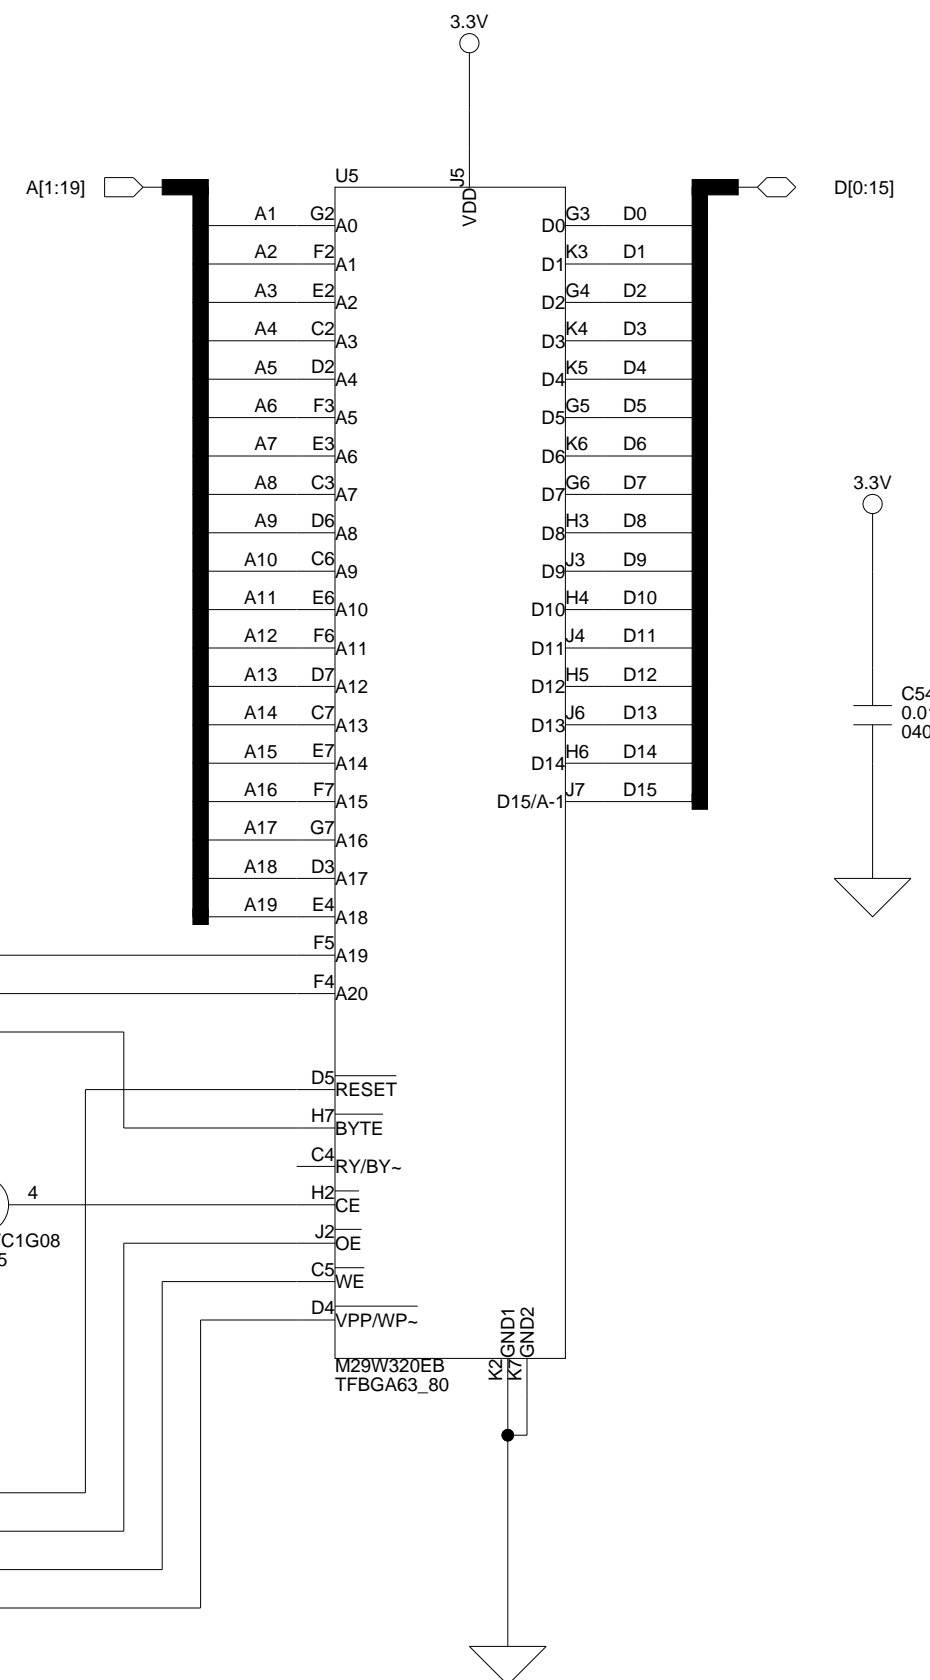 3.3V
A[1:19]
D[0:15]
U5
J5
VDD
A1 G2 A0
D0 G3 D0
A2 F2 A1
D1 K3 D1
A3 E2 A2
D2 G4 D2
A4 C2 A3
D3 K4 D3
A5 D2 A4
D4 K5 D4
A6 F3 A5
D5 G5 D5
A7 E3 A6
D6 K6 D6
A8 C3 A7
D7 G6 D7
3.3V
A9 D6 A8
D8 H3 D8
A10 C6 A9
D9 J3 D9
A11 E6 A10
D10 H4 D10
A12 F6 A11
D11 J4 D11
A13 D7 A12
D12 H5 D12
A14 C7 A13
D13 J6 D13
C54
0.01
040
A15 E7 A14
D14 H6 D14
A16 F7 A15
D15/A-1 J7 D15
A17 G7 A16
A18 D3 A17
A19 E4 A18
F5 A19
F4 A20
D5 RESET
H7 BYTE
C4 RY/BY~
4 H2 CE
J2 OE
C1G08
5
C5 WE
D4 VPP/WP~
K2 GND1
K7 GND2
M29W320EB
TFBGA63_80